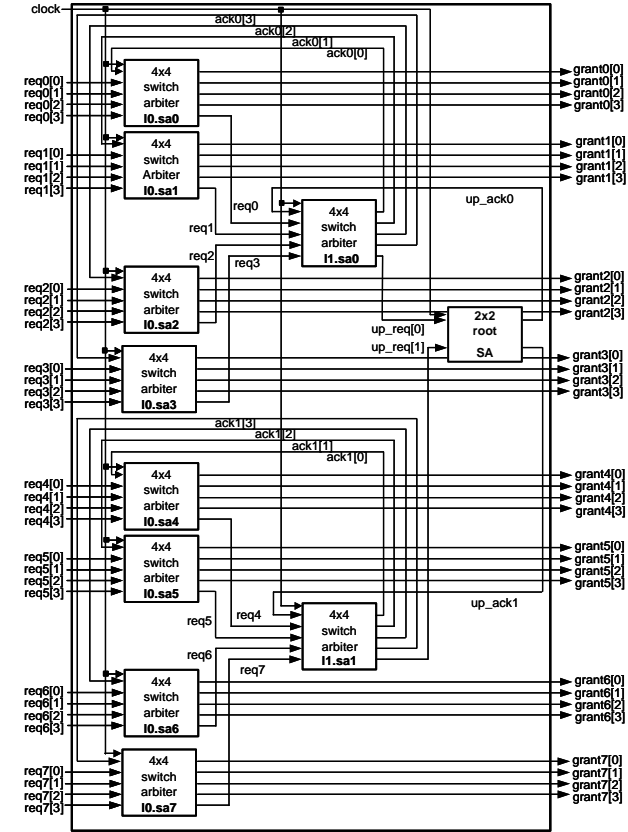 clock
ack0[3]
ack0[2]
ack0[1]
ack0[0]
req0[0]
req0[1]
req0[2]
req0[3]
4x4
switch
arbiter
l0.sa0
grant0[0]
grant0[1]
grant0[2]
grant0[3]
req1[0]
req1[1]
req1[2]
req1[3]
4x4
switch
Arbiter
l0.sa1
grant1[0]
grant1[1]
grant1[2]
grant1[3]
req0
req1
req2
req3
4x4
switch
arbiter
l1.sa0
up_ack0
req2[0]
req2[1]
req2[2]
req2[3]
4x4
switch
arbiter
l0.sa2
grant2[0]
grant2[1]
grant2[2]
grant2[3]
up_req[0]
up_req[1]
2x2
root
SA
req3[0]
req3[1]
req3[2]
req3[3]
4x4
switch
arbiter
l0.sa3
grant3[0]
grant3[1]
grant3[2]
grant3[3]
ack1[3]
ack1[2]
ack1[1]
ack1[0]
req4[0]
req4[1]
req4[2]
req4[3]
4x4
switch
arbiter
l0.sa4
grant4[0]
grant4[1]
grant4[2]
grant4[3]
req5[0]
req5[1]
req5[2]
req5[3]
4x4
switch
arbiter
l0.sa5
grant5[0]
grant5[1]
grant5[2]
grant5[3]
req4
req5
req6
req7
4x4
switch
arbiter
l1.sa1
up_ack1
req6[0]
req6[1]
req6[2]
req6[3]
4x4
switch
arbiter
l0.sa6
grant6[0]
grant6[1]
grant6[2]
grant6[3]
req7[0]
req7[1]
req7[2]
req7[3]
4x4
switch
arbiter
l0.sa7
grant7[0]
grant7[1]
grant7[2]
grant7[3]